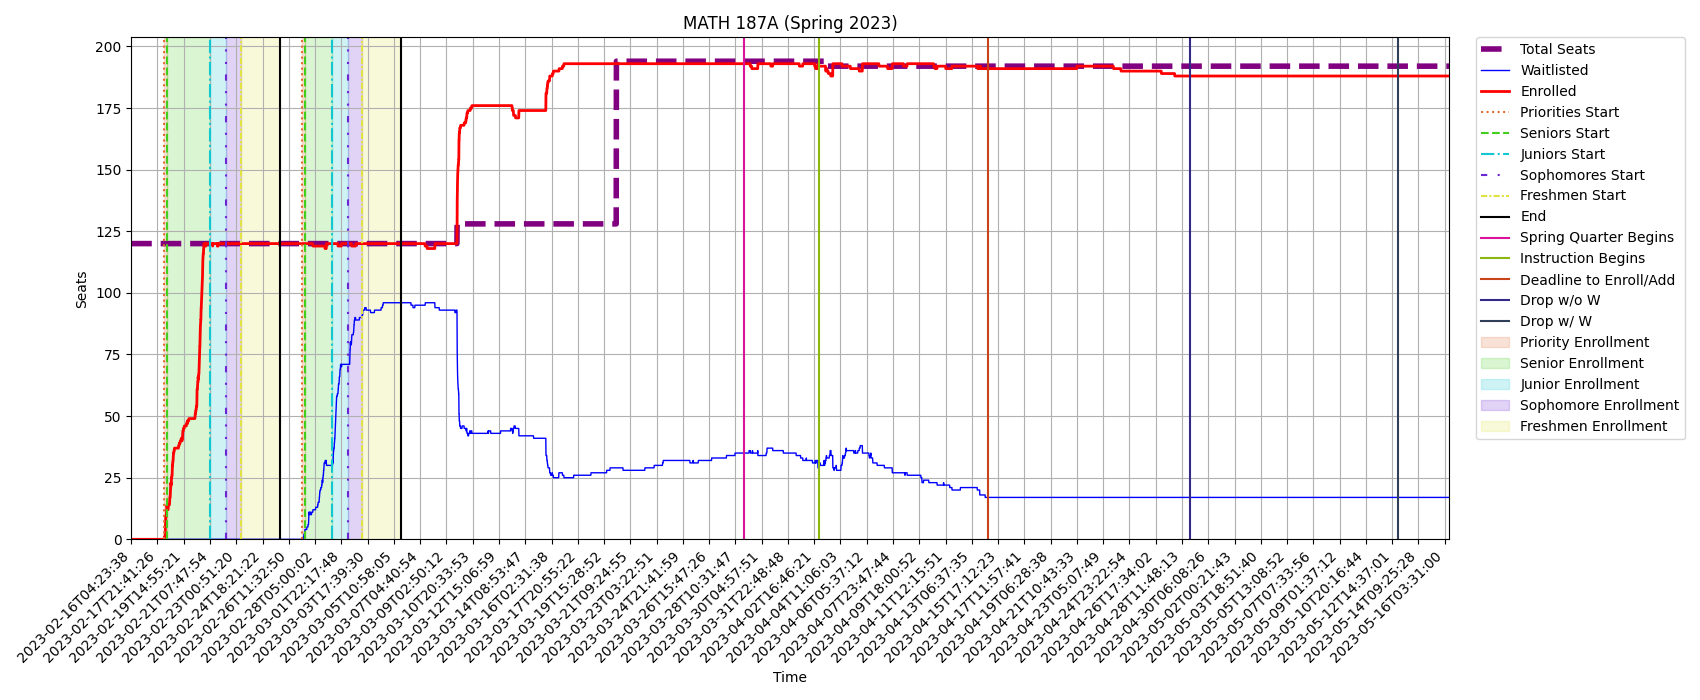 MATH 187A (Spring 2023)
200
175
150
125
100
75
50
25
0
Seats
2023-02-16T04:23:38
2023-02-17T21:41:26
2023-02-19T14:55:21
2023-02-21T07:47:54
2023-02-23T00:51:20
2023-02-24T18:21:22
2023-02-26T11:32:50
2023-02-28T05:00:02
2023-03-01T22:17:48
2023-03-03T17:39:30
2023-03-05T10:58:05
2023-03-07T04:40:54
2023-03-09T09:50:12
2023-03-10T20:33:53
2023-03-12T15:06:59
2023-03-14T08:53:47
2023-03-16T02:31:38
2023-03-17T20:55:22
2023-03-19T15:28:52
2023-03-21T09:24:55
2023-03-23T03:22:51
2023-03-24T21:41:59
2023-03-26T15:47:26
2023-03-28T10:31:47
2023-03-30T04:57:51
2023-03-31T22:48:48
2023-04-02T16:46:21
2023-04-04T11:06:03
2023-04-06T05:37:12
2023-04-07T23:47:44
2023-04-09T18:00:52
2023-04-11T12:15:51
2023-04-13T06:37:35
2023-04-15T17:12:23
2023-04-17T11:57:41
2023-04-19T06:28:38
2023-04-21T10:43:33
2023-04-23T05:07:49
2023-04-24T23:22:54
2023-04-26T17:34:02
2023-04-28T11:48:13
2023-04-30T06:08:26
2023-05-02T00:21:43
2023-05-03T18:51:40
2023-05-05T13:08:52
2023-05-07T07:33:56
2023-05-09T01:37:12
2023-05-10T20:16:44
2023-05-12T14:37:01
2023-05-14T09:25:28
2023-05-16T03:31:00
Time
Total Seats
Waitlisted
Enrolled
Priorities Start
Seniors Start
Juniors Start
Sophomores Start
Freshmen Start
End
Spring Quarter Begins
Instruction Begins
Deadline to Enroll/Add
Drop w/o W
Drop w/ W
Priority Enrollment
Senior Enrollment
Junior Enrollment
Sophomore Enrollment
Freshmen Enrollment